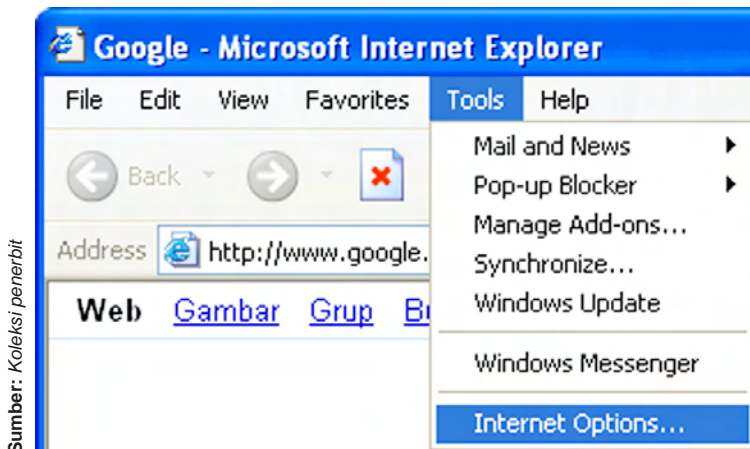 Google - Microsoft Internet Explorer
File Edit View Favorites Tools Help
Back
Address http://www.google.
Web Gambar Grup
Mail and News
Pop-up Blocker
Manage Add-ons...
Synchronize...
Windows Update
Windows Messenger
Internet Options...
Sumber: Koleksi penerbit